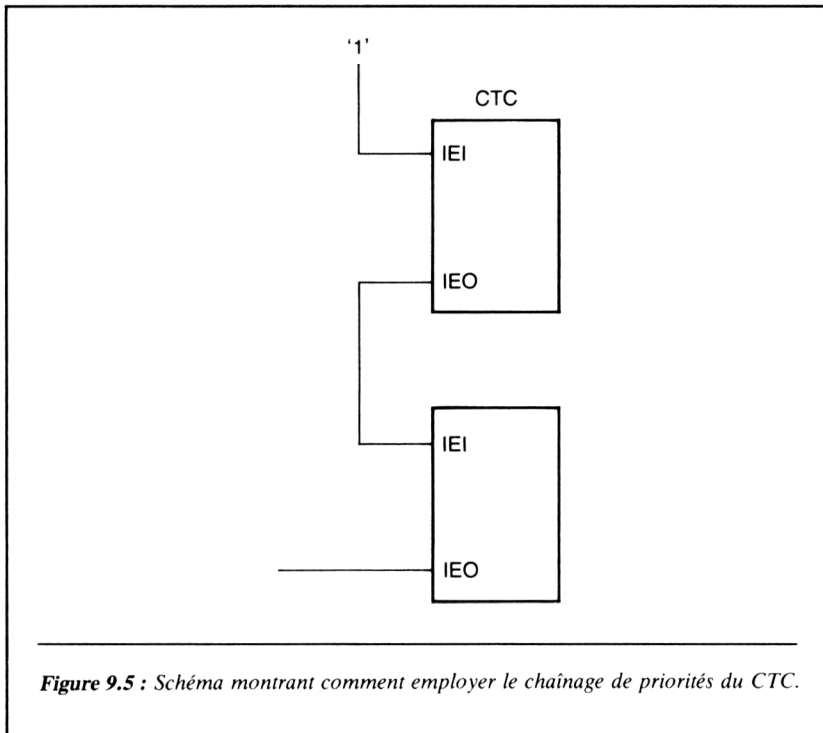 ‘1’
CTC
IEI
IEO
IEI
IEO
Figure 9.5 : Schéma montrant comment employer le chaînage de priorités du CTC.